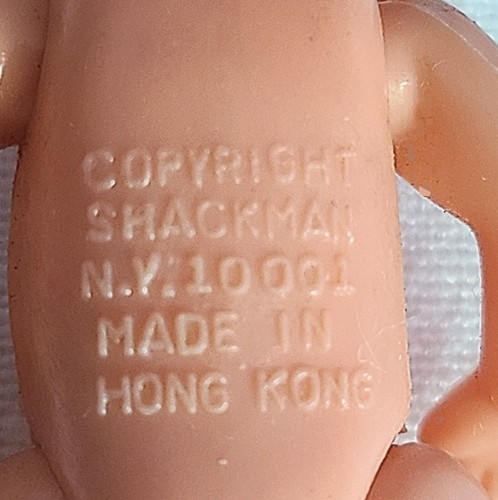 COPYRIGHT
SHACKMAN
N.Y. 10001
MADE IN
HONG KONG